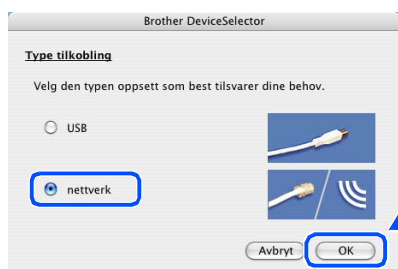 Brother DeviceSelector
Type tilkobling
Velg den typen oppsett som best tilsvarer dine behov.
USB
nettverk
Avbryt OK